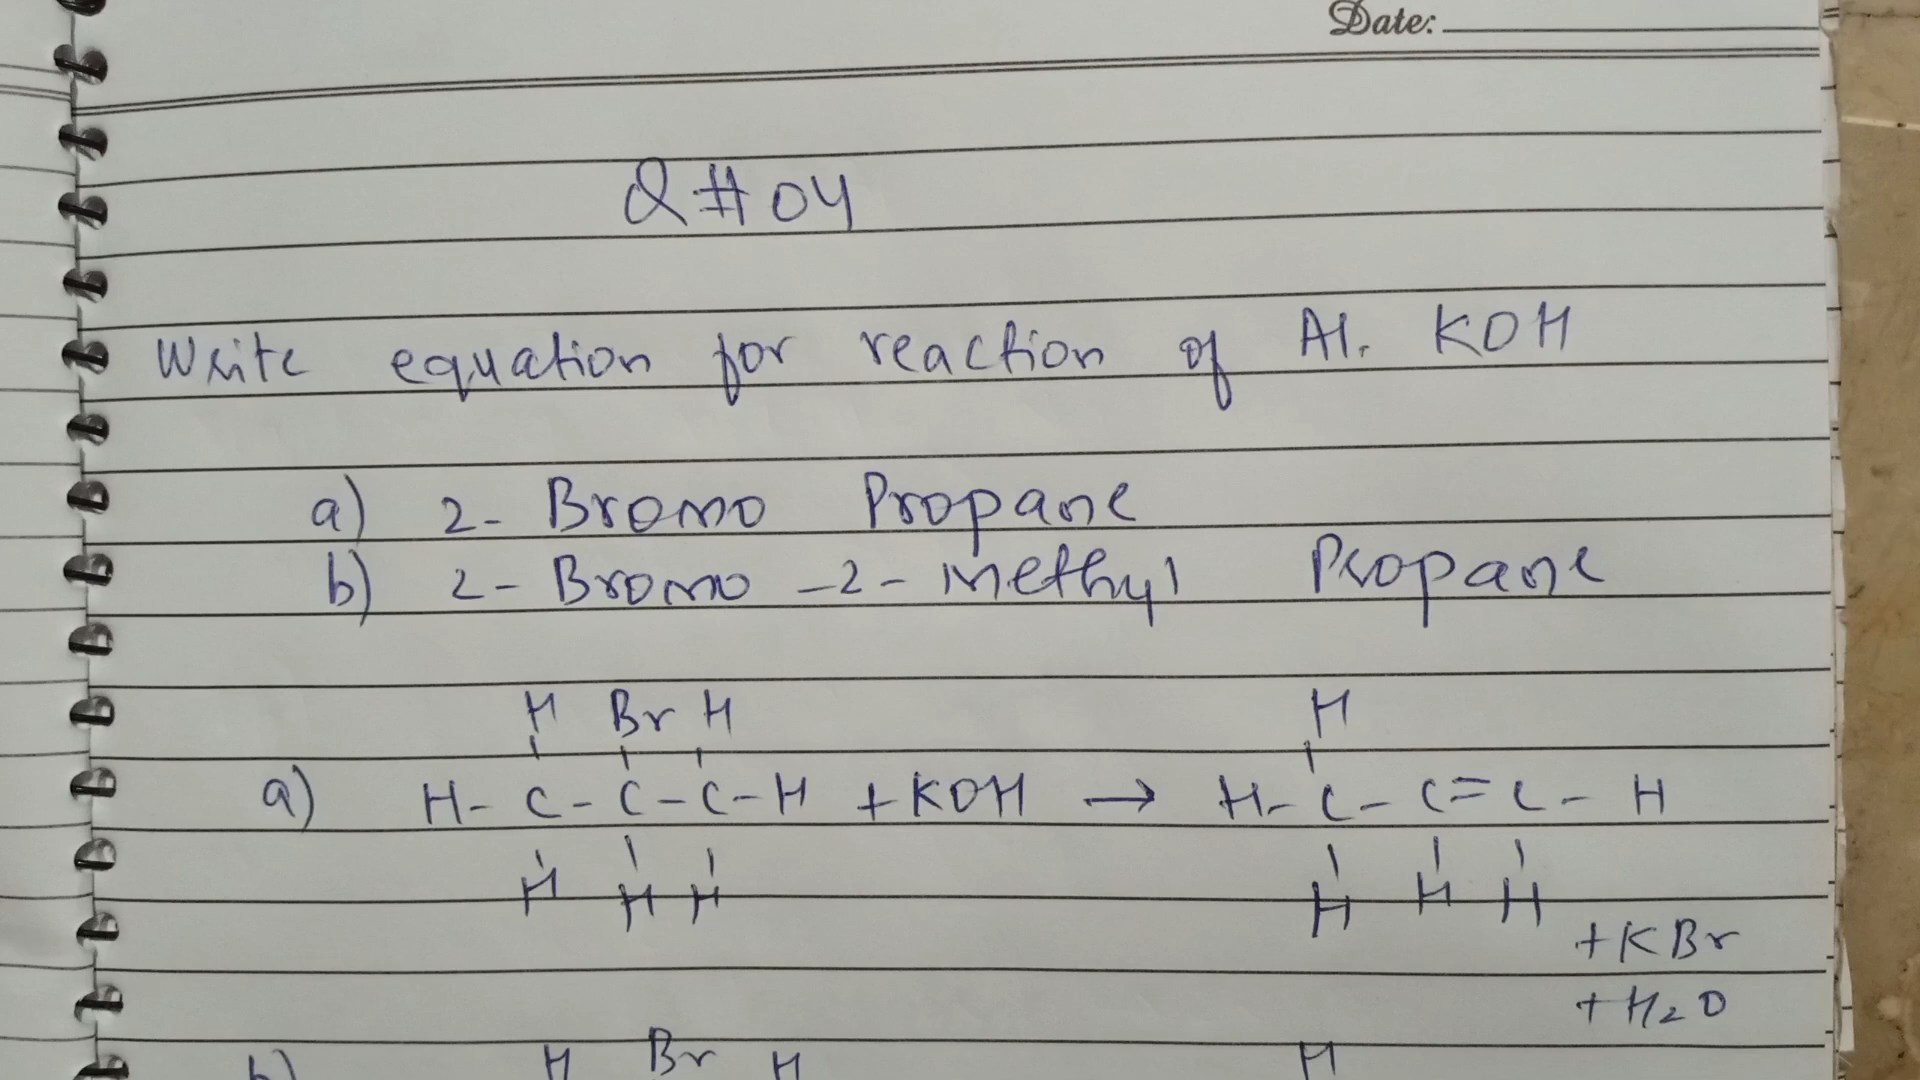 Date:
Q#04
Write equation for reaction of Al. KOH
a) 2- Bromo Propane
b) 2- Bromo -2- Methyl Propane
H Br H H
a) H- C - C - C - H + KOH → H- C - C = C - H
H H H H H H
+ KBr
+ H₂O
b) H Br H H